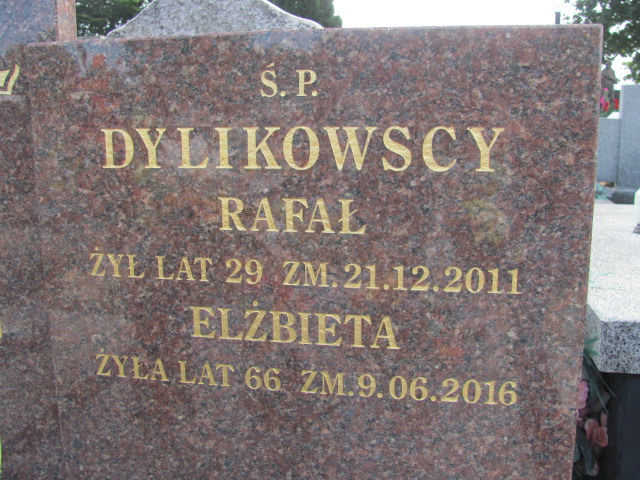 Ś. P.
DYLIKOWSCY
RAFAŁ
ŻYŁ LAT 29 ZM. 21.12.2011
ELŻBIETA
ŻYŁA LAT 66 ZM. 9.06.2016